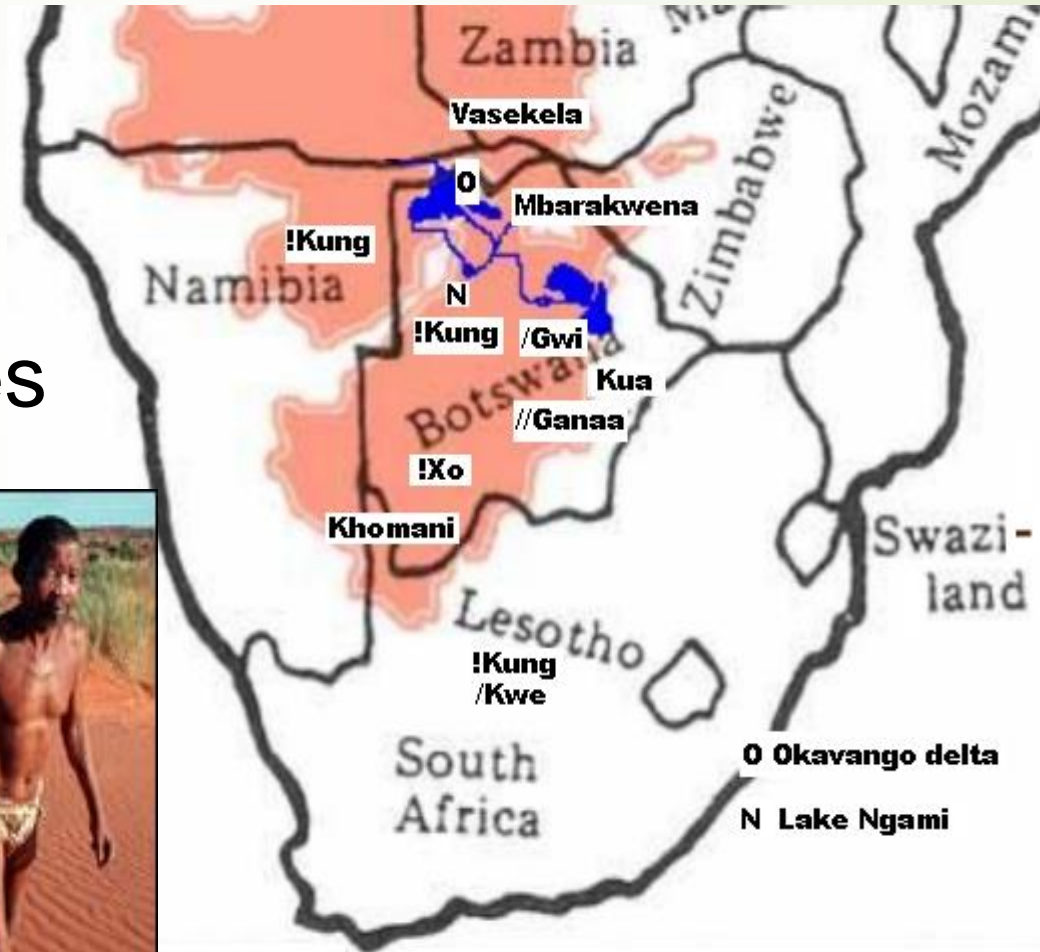 Zambia
Vasekela
O
Mbarakwena
Zimbabwe
!Kung
Namibia
N
!Kung
/Gwi
Botswana
Kua
//Ganaa
!Xo
Khomani
Swazi-
land
Lesotho
!Kung
/Kwe
South
Africa
O Okavango delta
N Lake Ngami